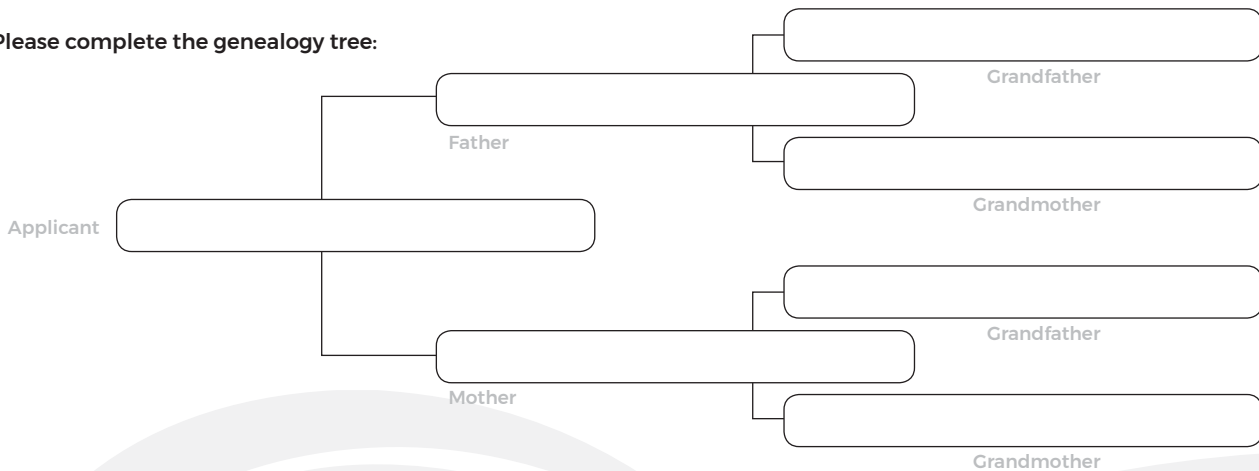 Please complete the genealogy tree:
Grandfather
Father
Grandmother
Applicant
Grandfather
Mother
Grandmother